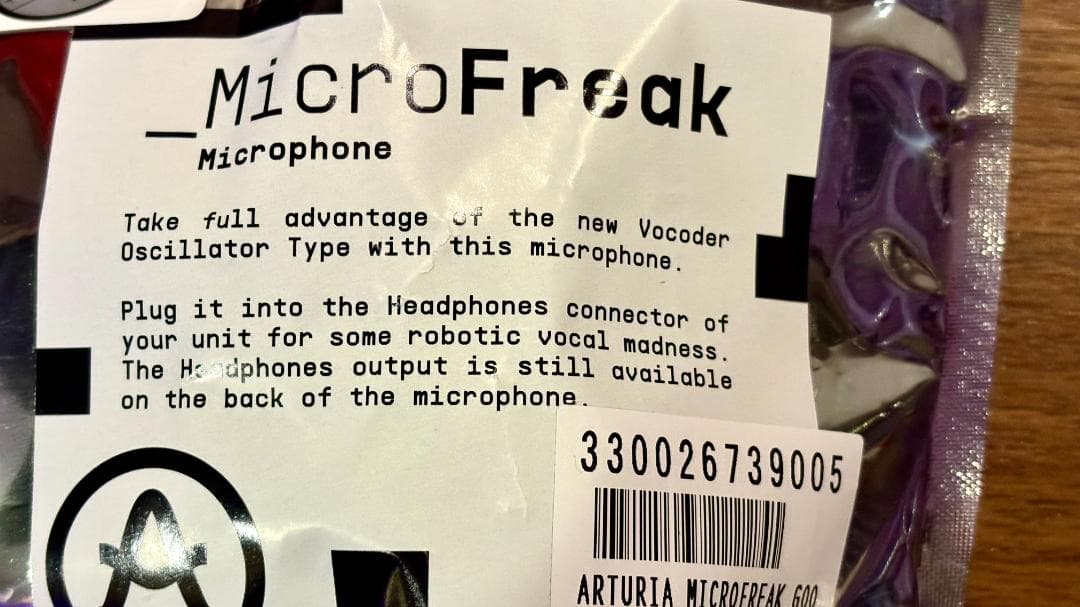 _MicroFreak
Microphone
Take full advantage of the new Vocoder
Oscillator Type with this microphone.
Plug it into the Headphones connector of
your unit for some robotic vocal madness.
The Headphones output is still available
on the back of the microphone.
330026739005
ARTURIA MICROFREAK GOO